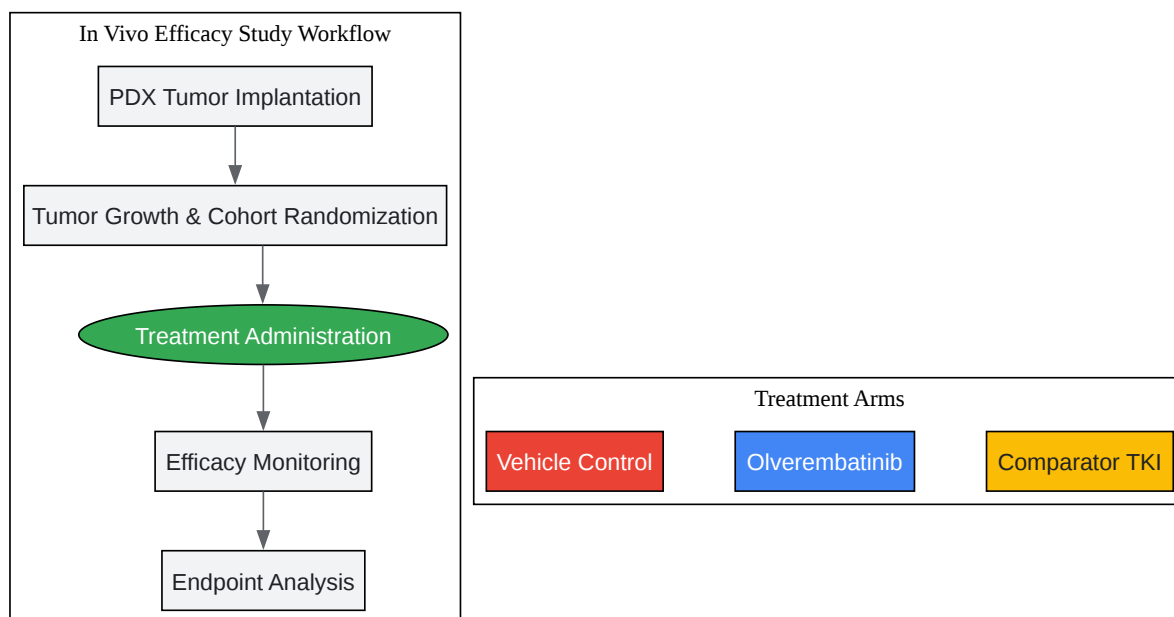 In Vivo Efficacy Study Workflow
PDX Tumor Implantation
Tumor Growth & Cohort Randomization
Treatment Administration
Efficacy Monitoring
Endpoint Analysis
Treatment Arms
Vehicle Control
Olverembatinib
Comparator TKI